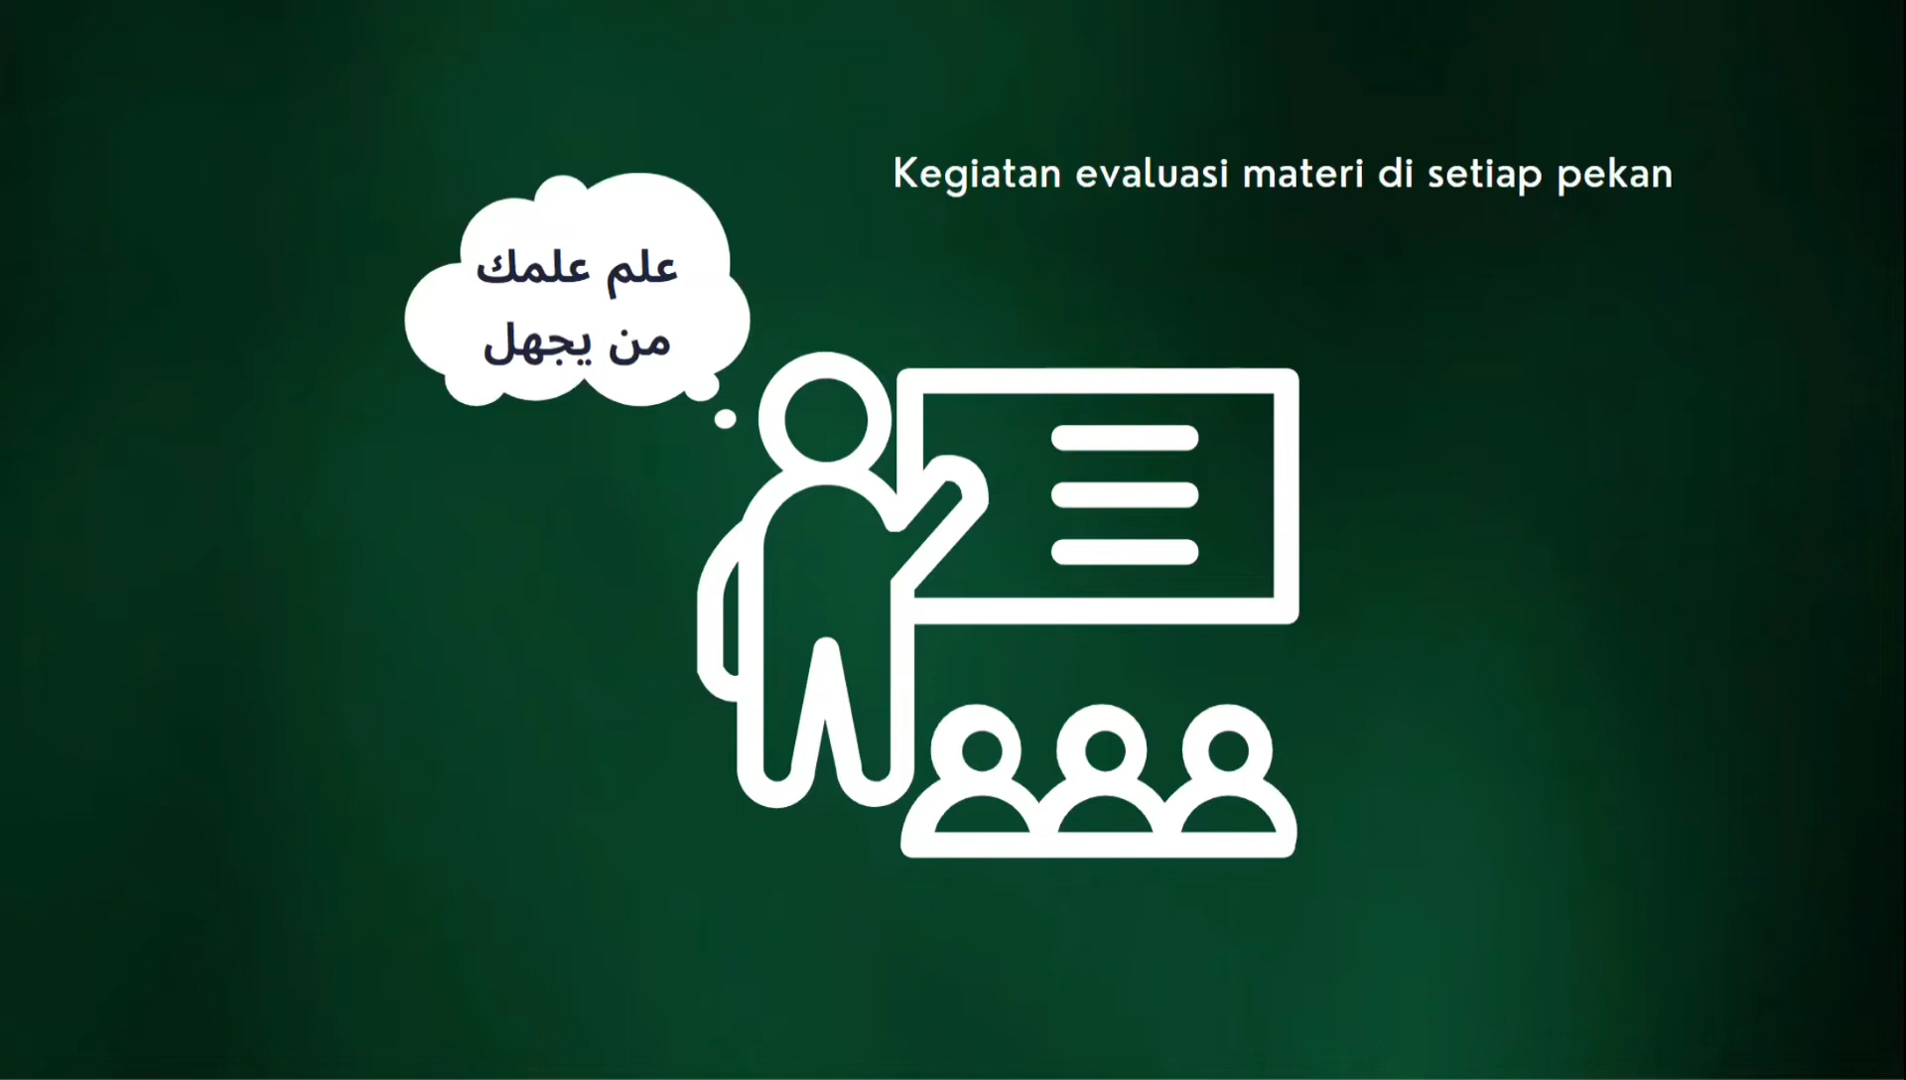 Kegiatan evaluasi materi di setiap pekan
علم علمك
من يجهل